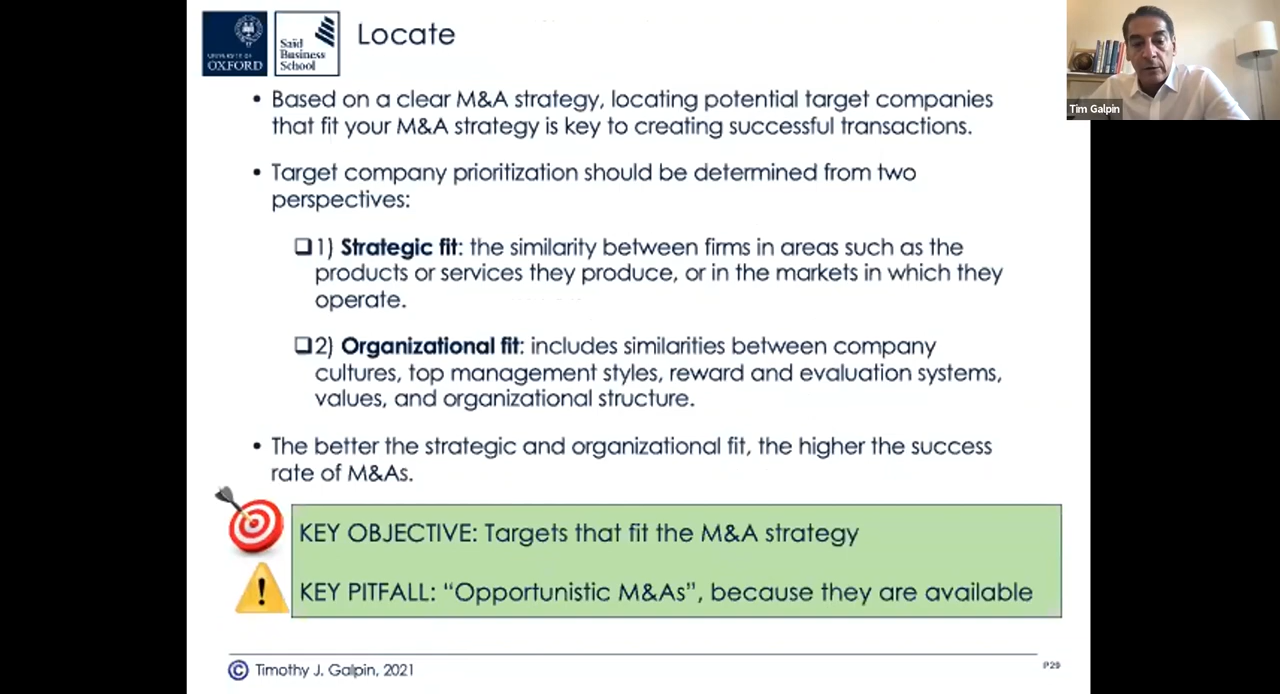 UNIVERSITY OF
OXFORD
Saïd
Business
School
Locate
Tim Galpin
• Based on a clear M&A strategy, locating potential target companies
that fit your M&A strategy is key to creating successful transactions.
• Target company prioritization should be determined from two
perspectives:
❑1) Strategic fit: the similarity between firms in areas such as the
products or services they produce, or in the markets in which they
operate.
❑2) Organizational fit: includes similarities between company
cultures, top management styles, reward and evaluation systems,
values, and organizational structure.
• The better the strategic and organizational fit, the higher the success
rate of M&As.
KEY OBJECTIVE: Targets that fit the M&A strategy
KEY PITFALL: “Opportunistic M&As”, because they are available
© Timothy J. Galpin, 2021
P29